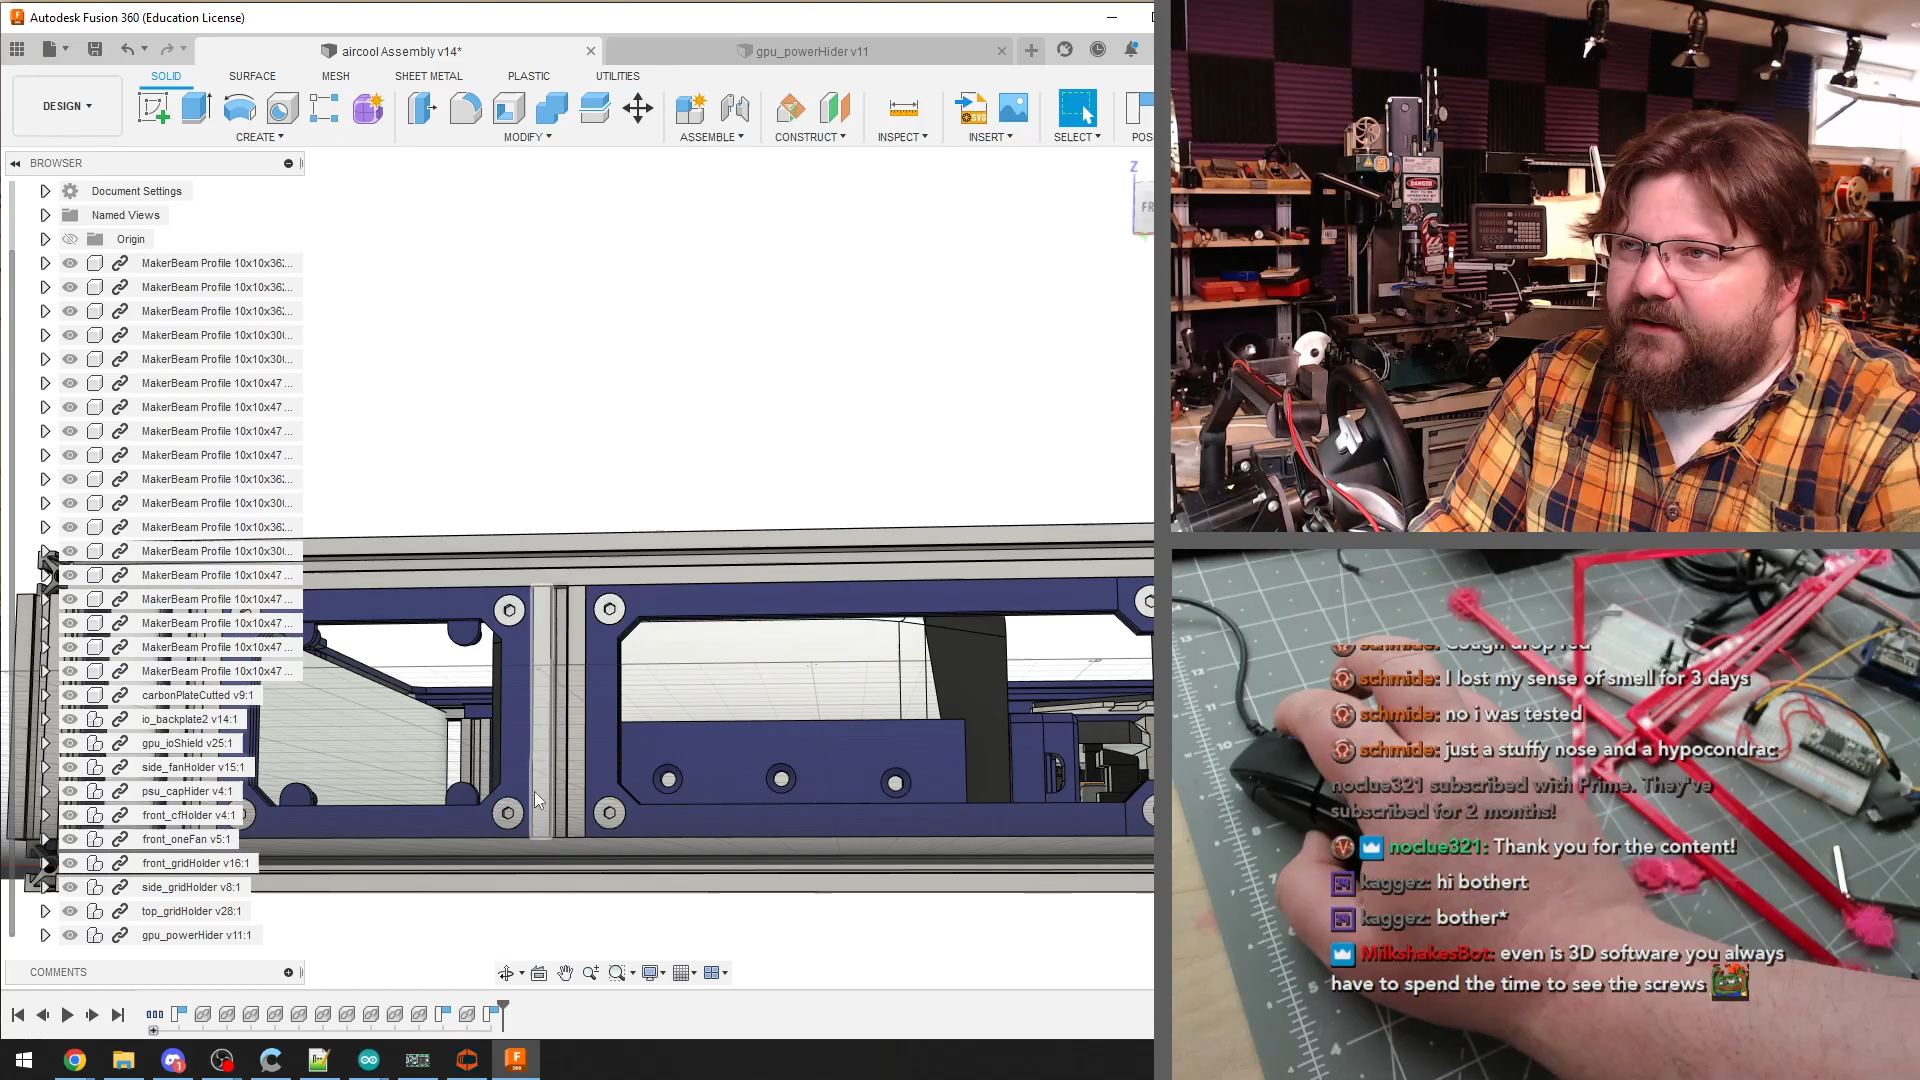 Autodesk Fusion 360 (Education License)
aircool Assembly v14*
gpu_powerHider v11
DESIGN
SOLID
SURFACE
MESH
SHEET METAL
PLASTIC
UTILITIES
CREATE
MODIFY
ASSEMBLE
CONSTRUCT
INSPECT
INSERT
SELECT
POS
BROWSER
Document Settings
Named Views
Origin
MakerBeam Profile 10x10x36...
MakerBeam Profile 10x10x36...
MakerBeam Profile 10x10x36...
MakerBeam Profile 10x10x30...
MakerBeam Profile 10x10x30...
MakerBeam Profile 10x10x47 ...
MakerBeam Profile 10x10x47 ...
MakerBeam Profile 10x10x47 ...
MakerBeam Profile 10x10x47 ...
MakerBeam Profile 10x10x36...
MakerBeam Profile 10x10x30...
MakerBeam Profile 10x10x36...
MakerBeam Profile 10x10x30...
MakerBeam Profile 10x10x47 ...
MakerBeam Profile 10x10x47 ...
MakerBeam Profile 10x10x47 ...
MakerBeam Profile 10x10x47 ...
MakerBeam Profile 10x10x47 ...
carbonPlateCutted v9:1
io_backplate2 v14:1
gpu_ioShield v25:1
side_fanHolder v15:1
psu_capHider v4:1
front_cfHolder v4:1
front_oneFan v5:1
front_gridHolder v16:1
side_gridHolder v8:1
top_gridHolder v28:1
gpu_powerHider v11:1
COMMENTS
Z
FR
DANGER
schmide: I lost my sense of smell for 3 days
schmide: no i was tested
schmide: just a stuffy nose and a hypocondrac
noclue321 subscribed with Prime. They've
subscribed for 2 months!
noclue321: Thank you for the content!
kaggez: hi bothert
kaggez: bother*
MilkshakesBot: even is 3D software you always
have to spend the time to see the screws